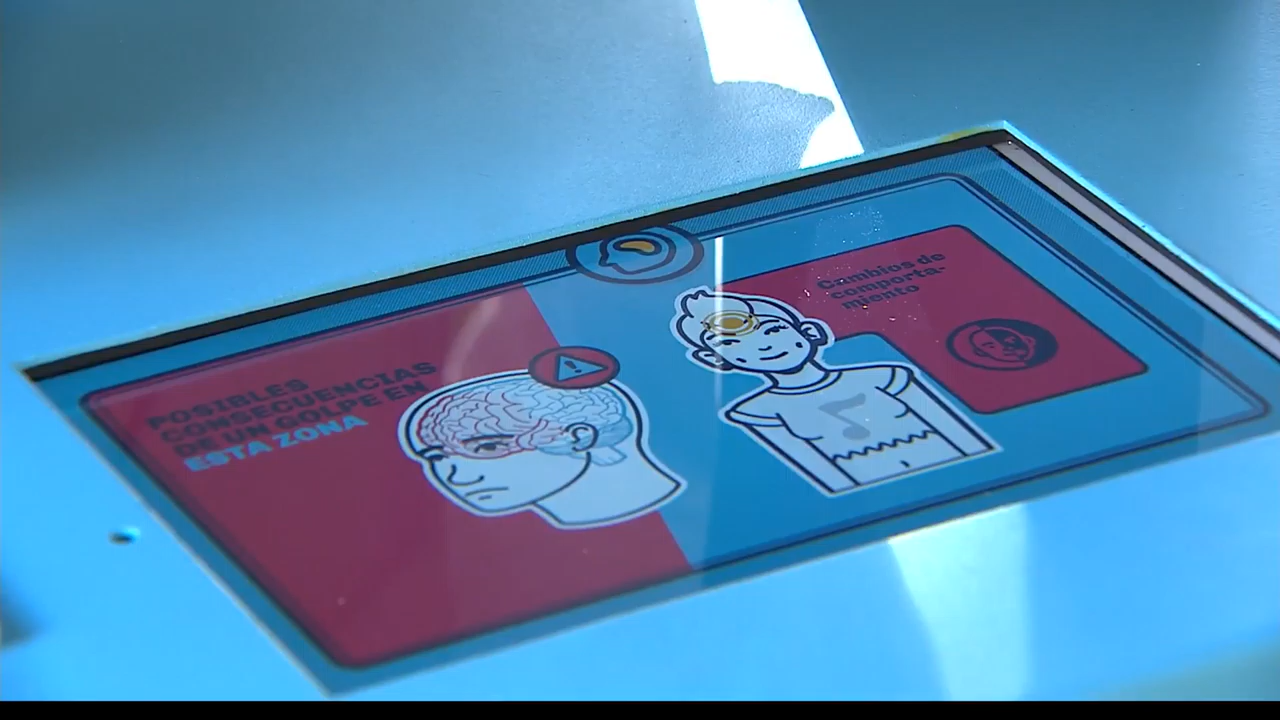 POSIBLES
CONSECUENCIAS
DE UN GOLPE EN
ESTA ZONA
Cambios de
comporta-
miento